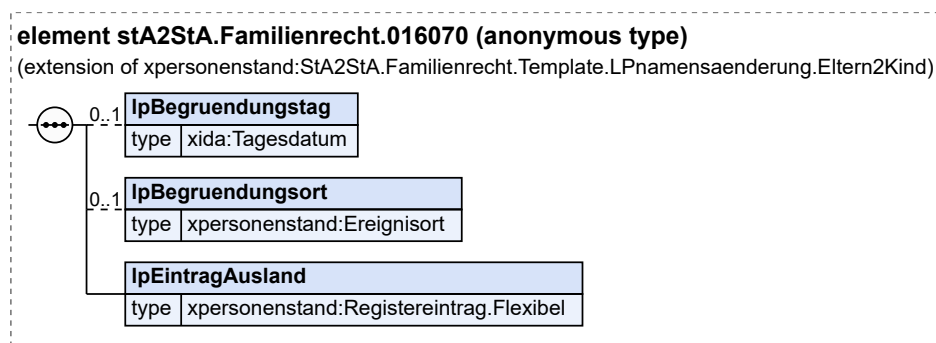 element stA2StA.Familienrecht.016070 (anonymous type)
(extension of xpersonenstand:StA2StA.Familienrecht.Template.LPnamensaenderung.Eltern2Kind)
0..1 lpBegruendungstag
type xida:Tagesdatum
0..1 lpBegruendungsort
type xpersonenstand:Ereignisort
lpEintragAusland
type xpersonenstand:Registereintrag.Flexibel